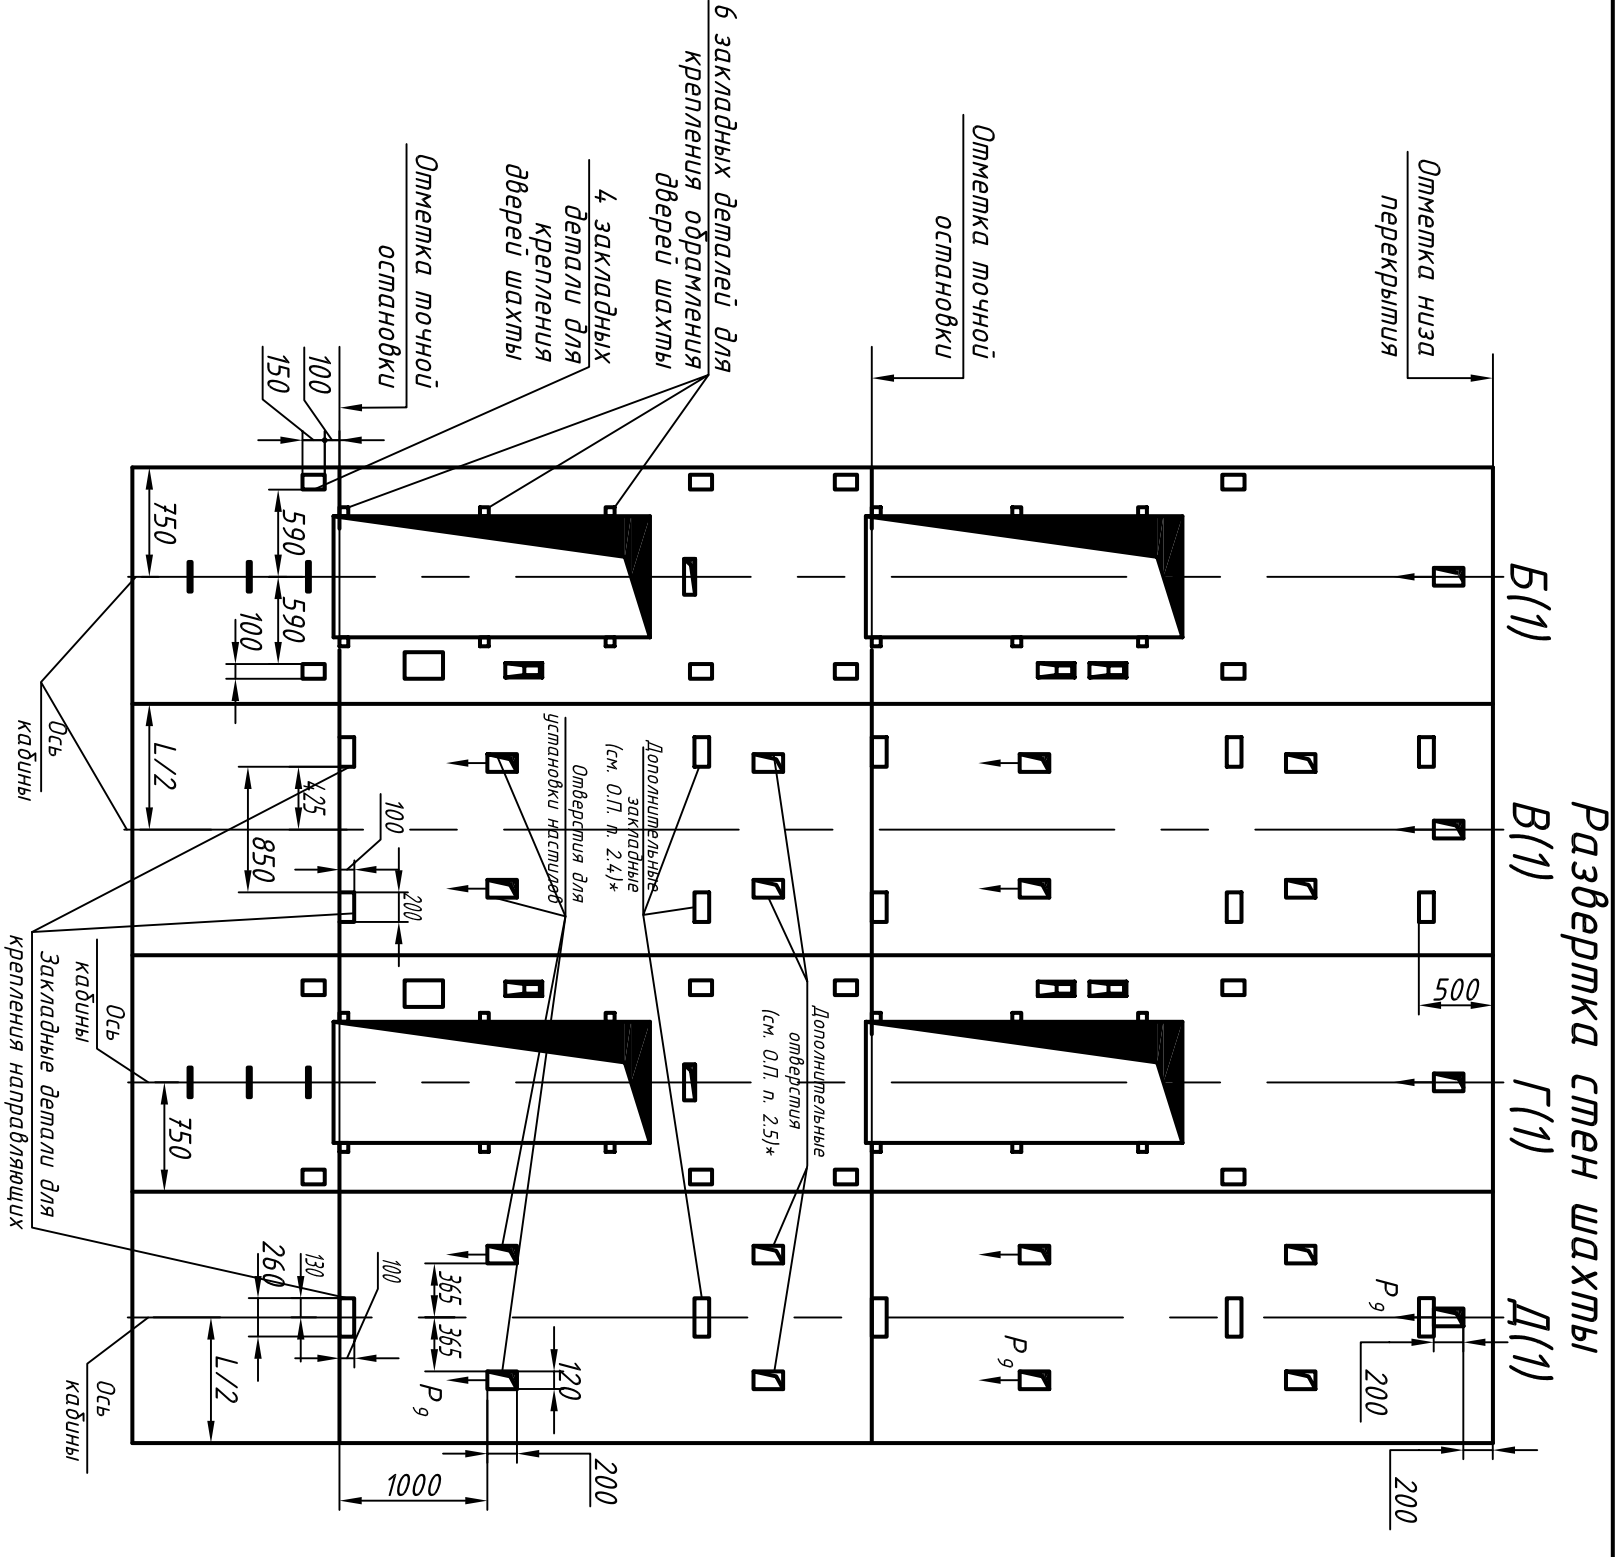 Развертка стен шахты
Б(1)
В(1)
Г(1)
Д(1)
Отметка низа
перекрытия
Отметка точной
остановки
6 закладных деталей для
крепления обрамления
дверей шахты
4 закладных
детали для
крепления
дверей шахты
Отметка точной
остановки
100
150
750
590
590
100
Ось
кабины
L/2
425
850
100
200
Отверстия для
установки настилов
Дополнительные
закладные
(см. О.П. п. 2.4)*
Дополнительные
отверстия
(см. О.П. п. 2.5)*
500
Закладные детали для
крепления направляющих
Ось
кабины
750
130
260
100
365
365
120
P9
P9
P9
200
200
200
1000
L/2
Ось
кабины